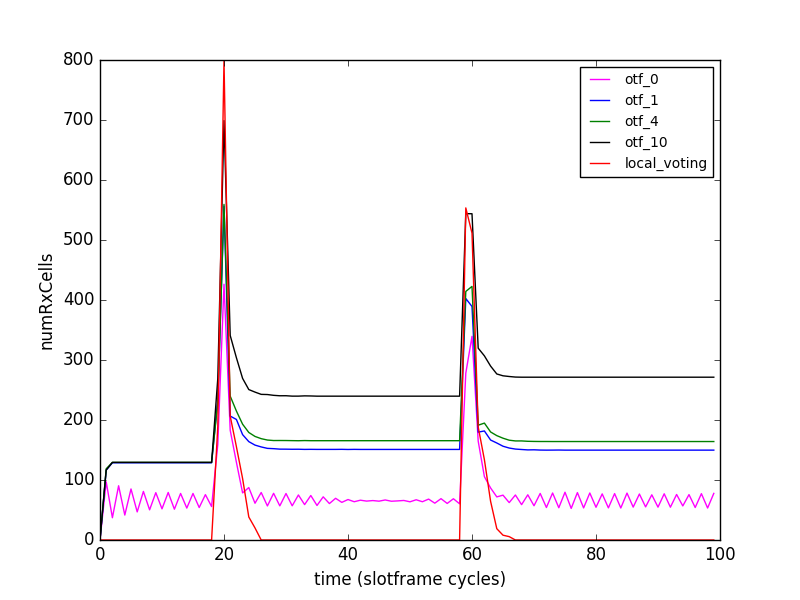 800
700
600
500
400
300
200
100
0
numRxCells
0 20 40 60 80 100
time (slotframe cycles)
otf_0
otf_1
otf_4
otf_10
local_voting